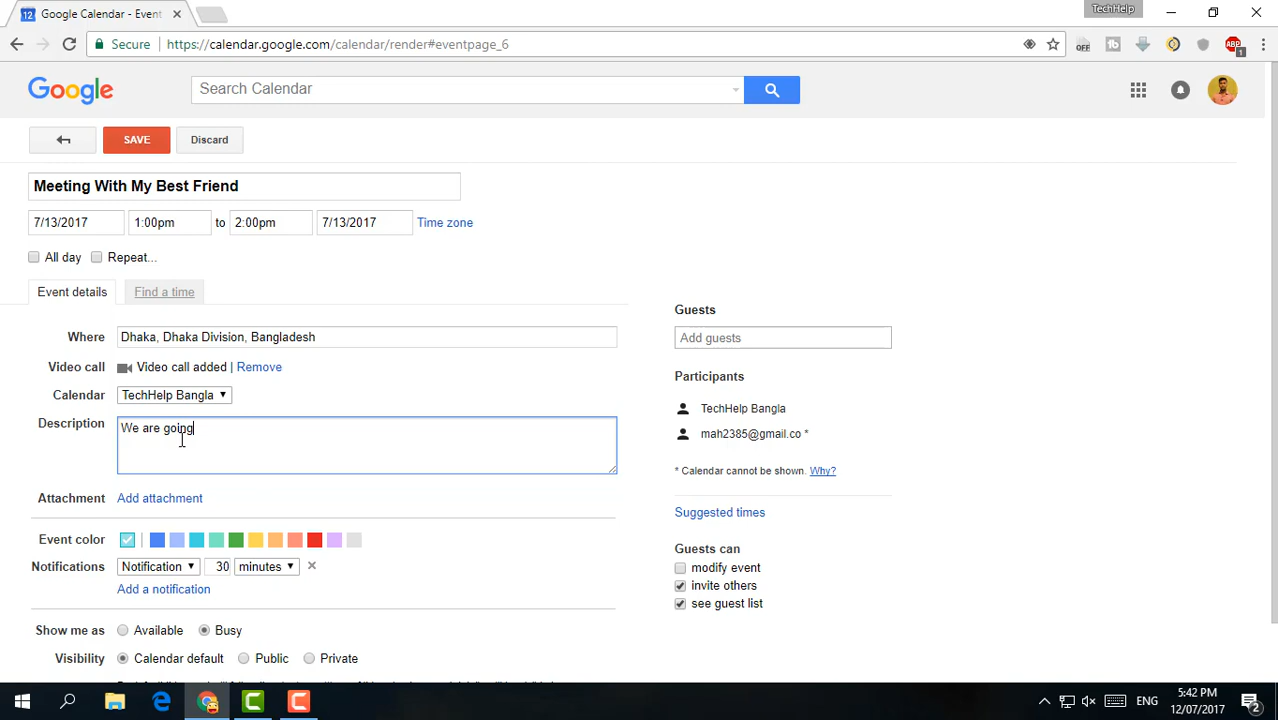 Google Calendar - Event
TechHelp
Secure
https://calendar.google.com/calendar/render#eventpage_6
OFF
ABP
1
Google
Search Calendar
SAVE
Discard
Meeting With My Best Friend
7/13/2017
1:00pm
to
2:00pm
7/13/2017
Time zone
All day
Repeat...
Event details
Find a time
Where
Dhaka, Dhaka Division, Bangladesh
Video call
Video call added | Remove
Calendar
TechHelp Bangla
Description
We are going
Attachment
Add attachment
Event color
Notifications
Notification
30
minutes
Add a notification
Show me as
Available
Busy
Visibility
Calendar default
Public
Private
Guests
Add guests
Participants
TechHelp Bangla
mah2385@gmail.co *
* Calendar cannot be shown. Why?
Suggested times
Guests can
modify event
invite others
see guest list
ENG
5:42 PM
12/07/2017
2